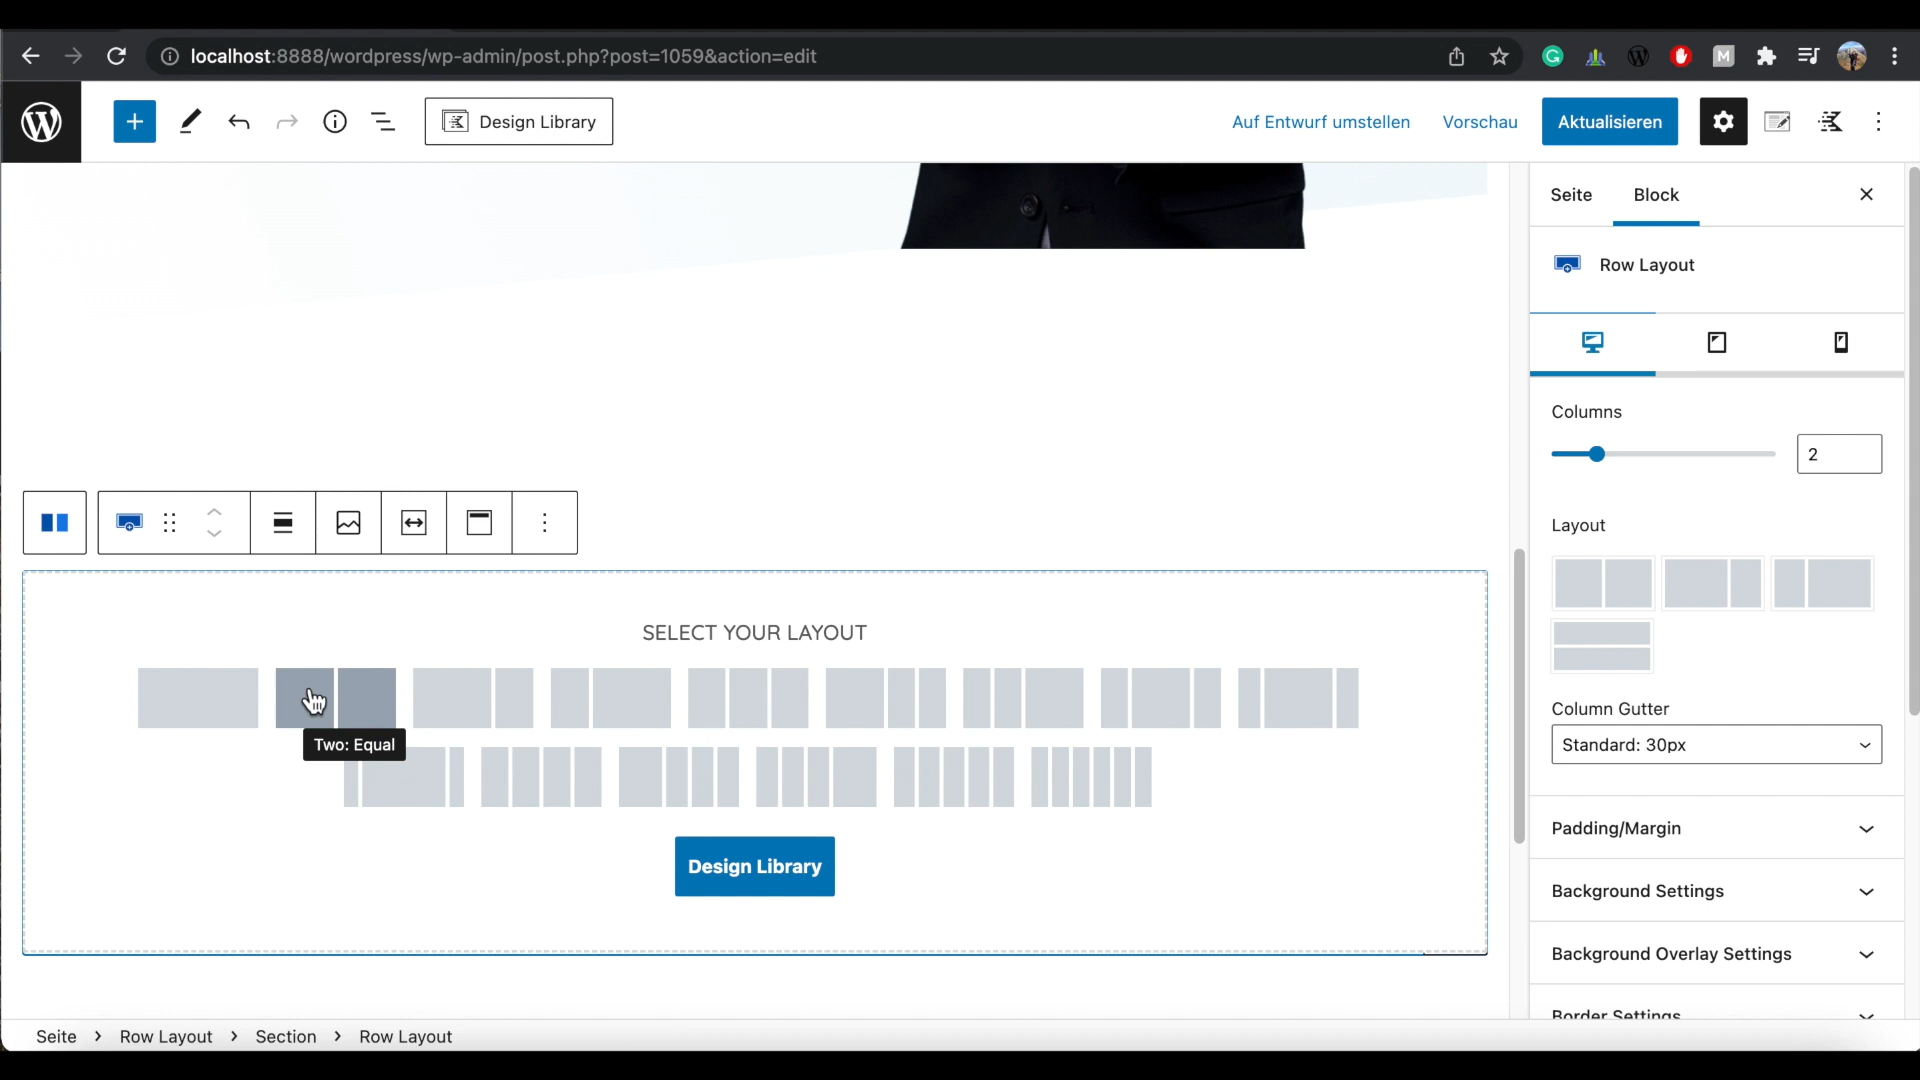 localhost:8888/wordpress/wp-admin/post.php?post=1059&action=edit
Design Library
Auf Entwurf umstellen
Vorschau
Aktualisieren
Seite
Block
Row Layout
Columns
2
Layout
SELECT YOUR LAYOUT
Two: Equal
Design Library
Column Gutter
Standard: 30px
Padding/Margin
Background Settings
Background Overlay Settings
Border Settings
Seite > Row Layout > Section > Row Layout